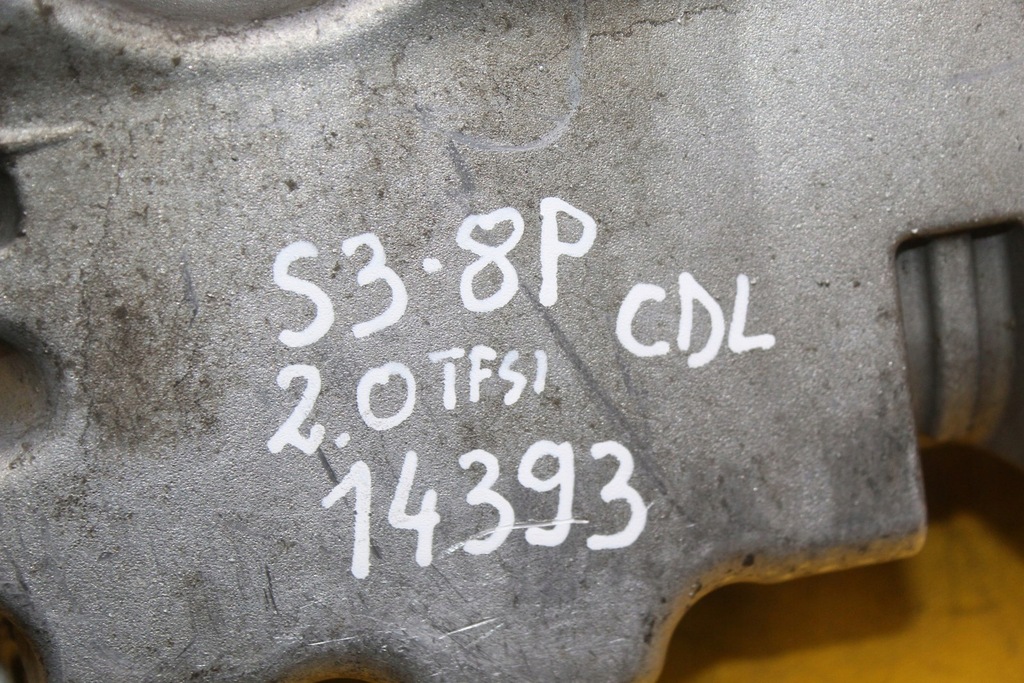 S3.8P
CDL
2.0 TFSI
14393